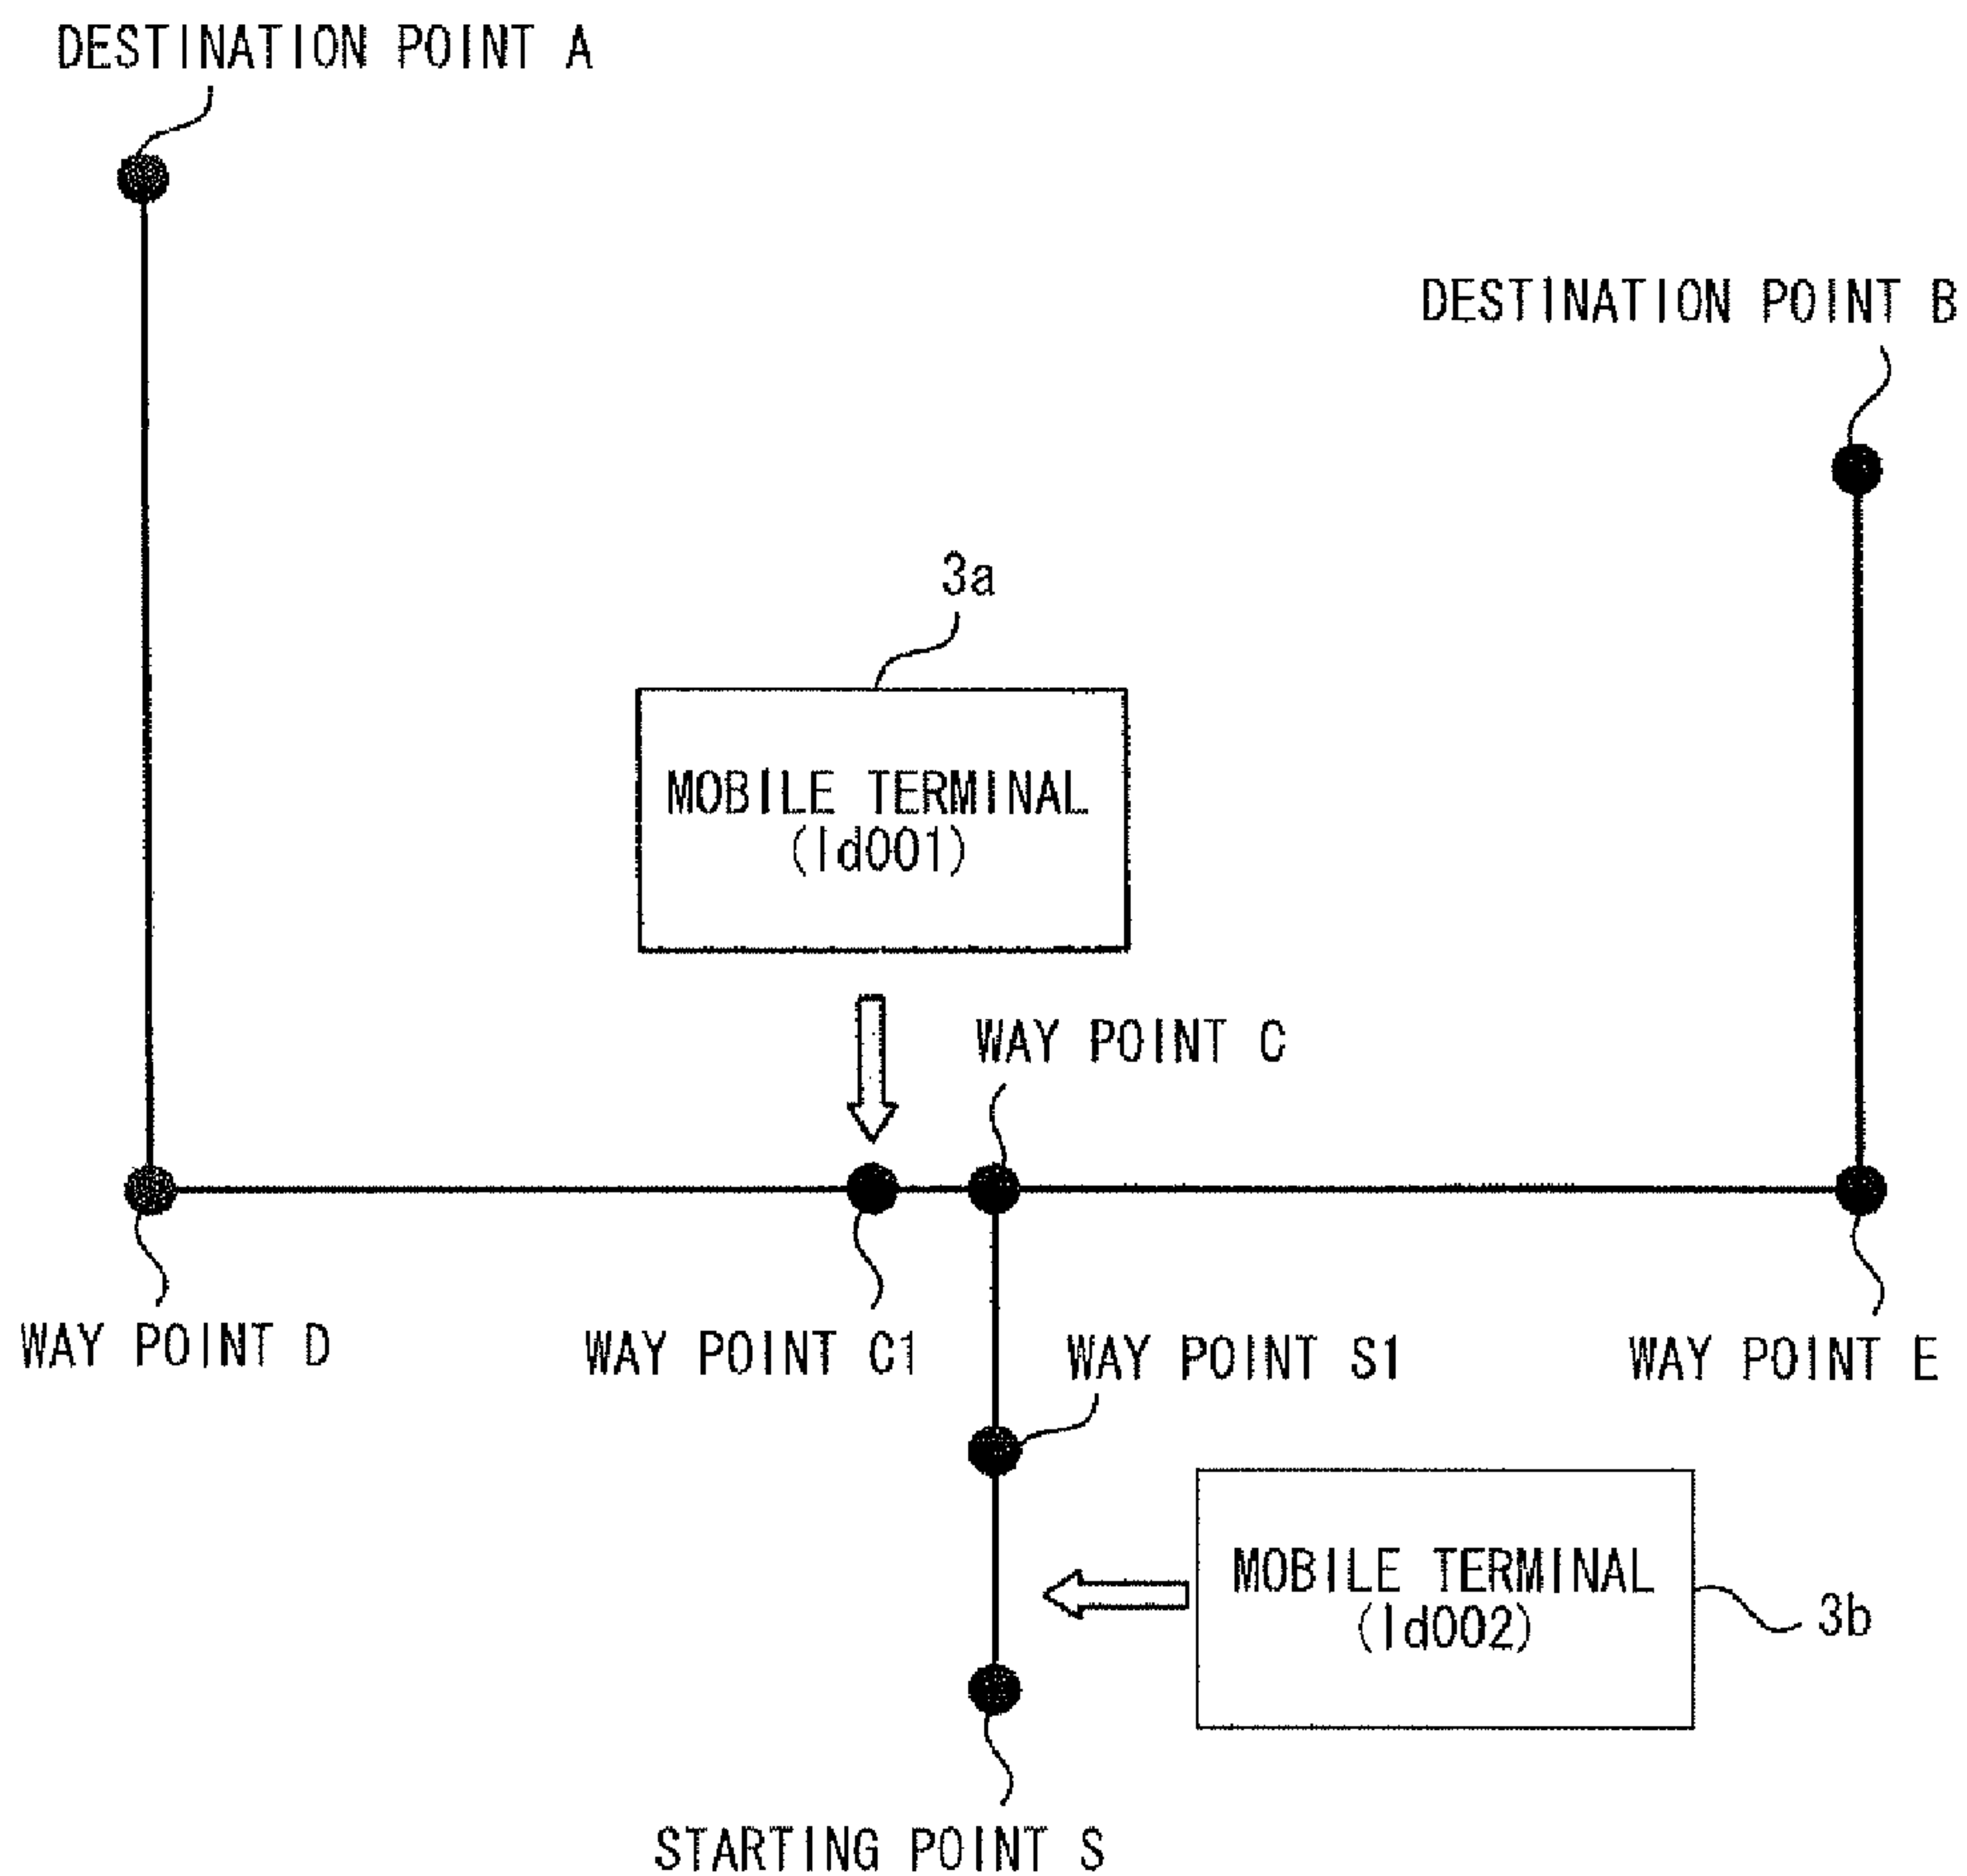 DESTINATION POINT A
DESTINATION POINT B
3a
MOBILE TERMINAL
(Id001)
WAY POINT C
WAY POINT D
WAY POINT C1
WAY POINT S1
WAY POINT E
MOBILE TERMINAL
(Id002)
3b
STARTING POINT S